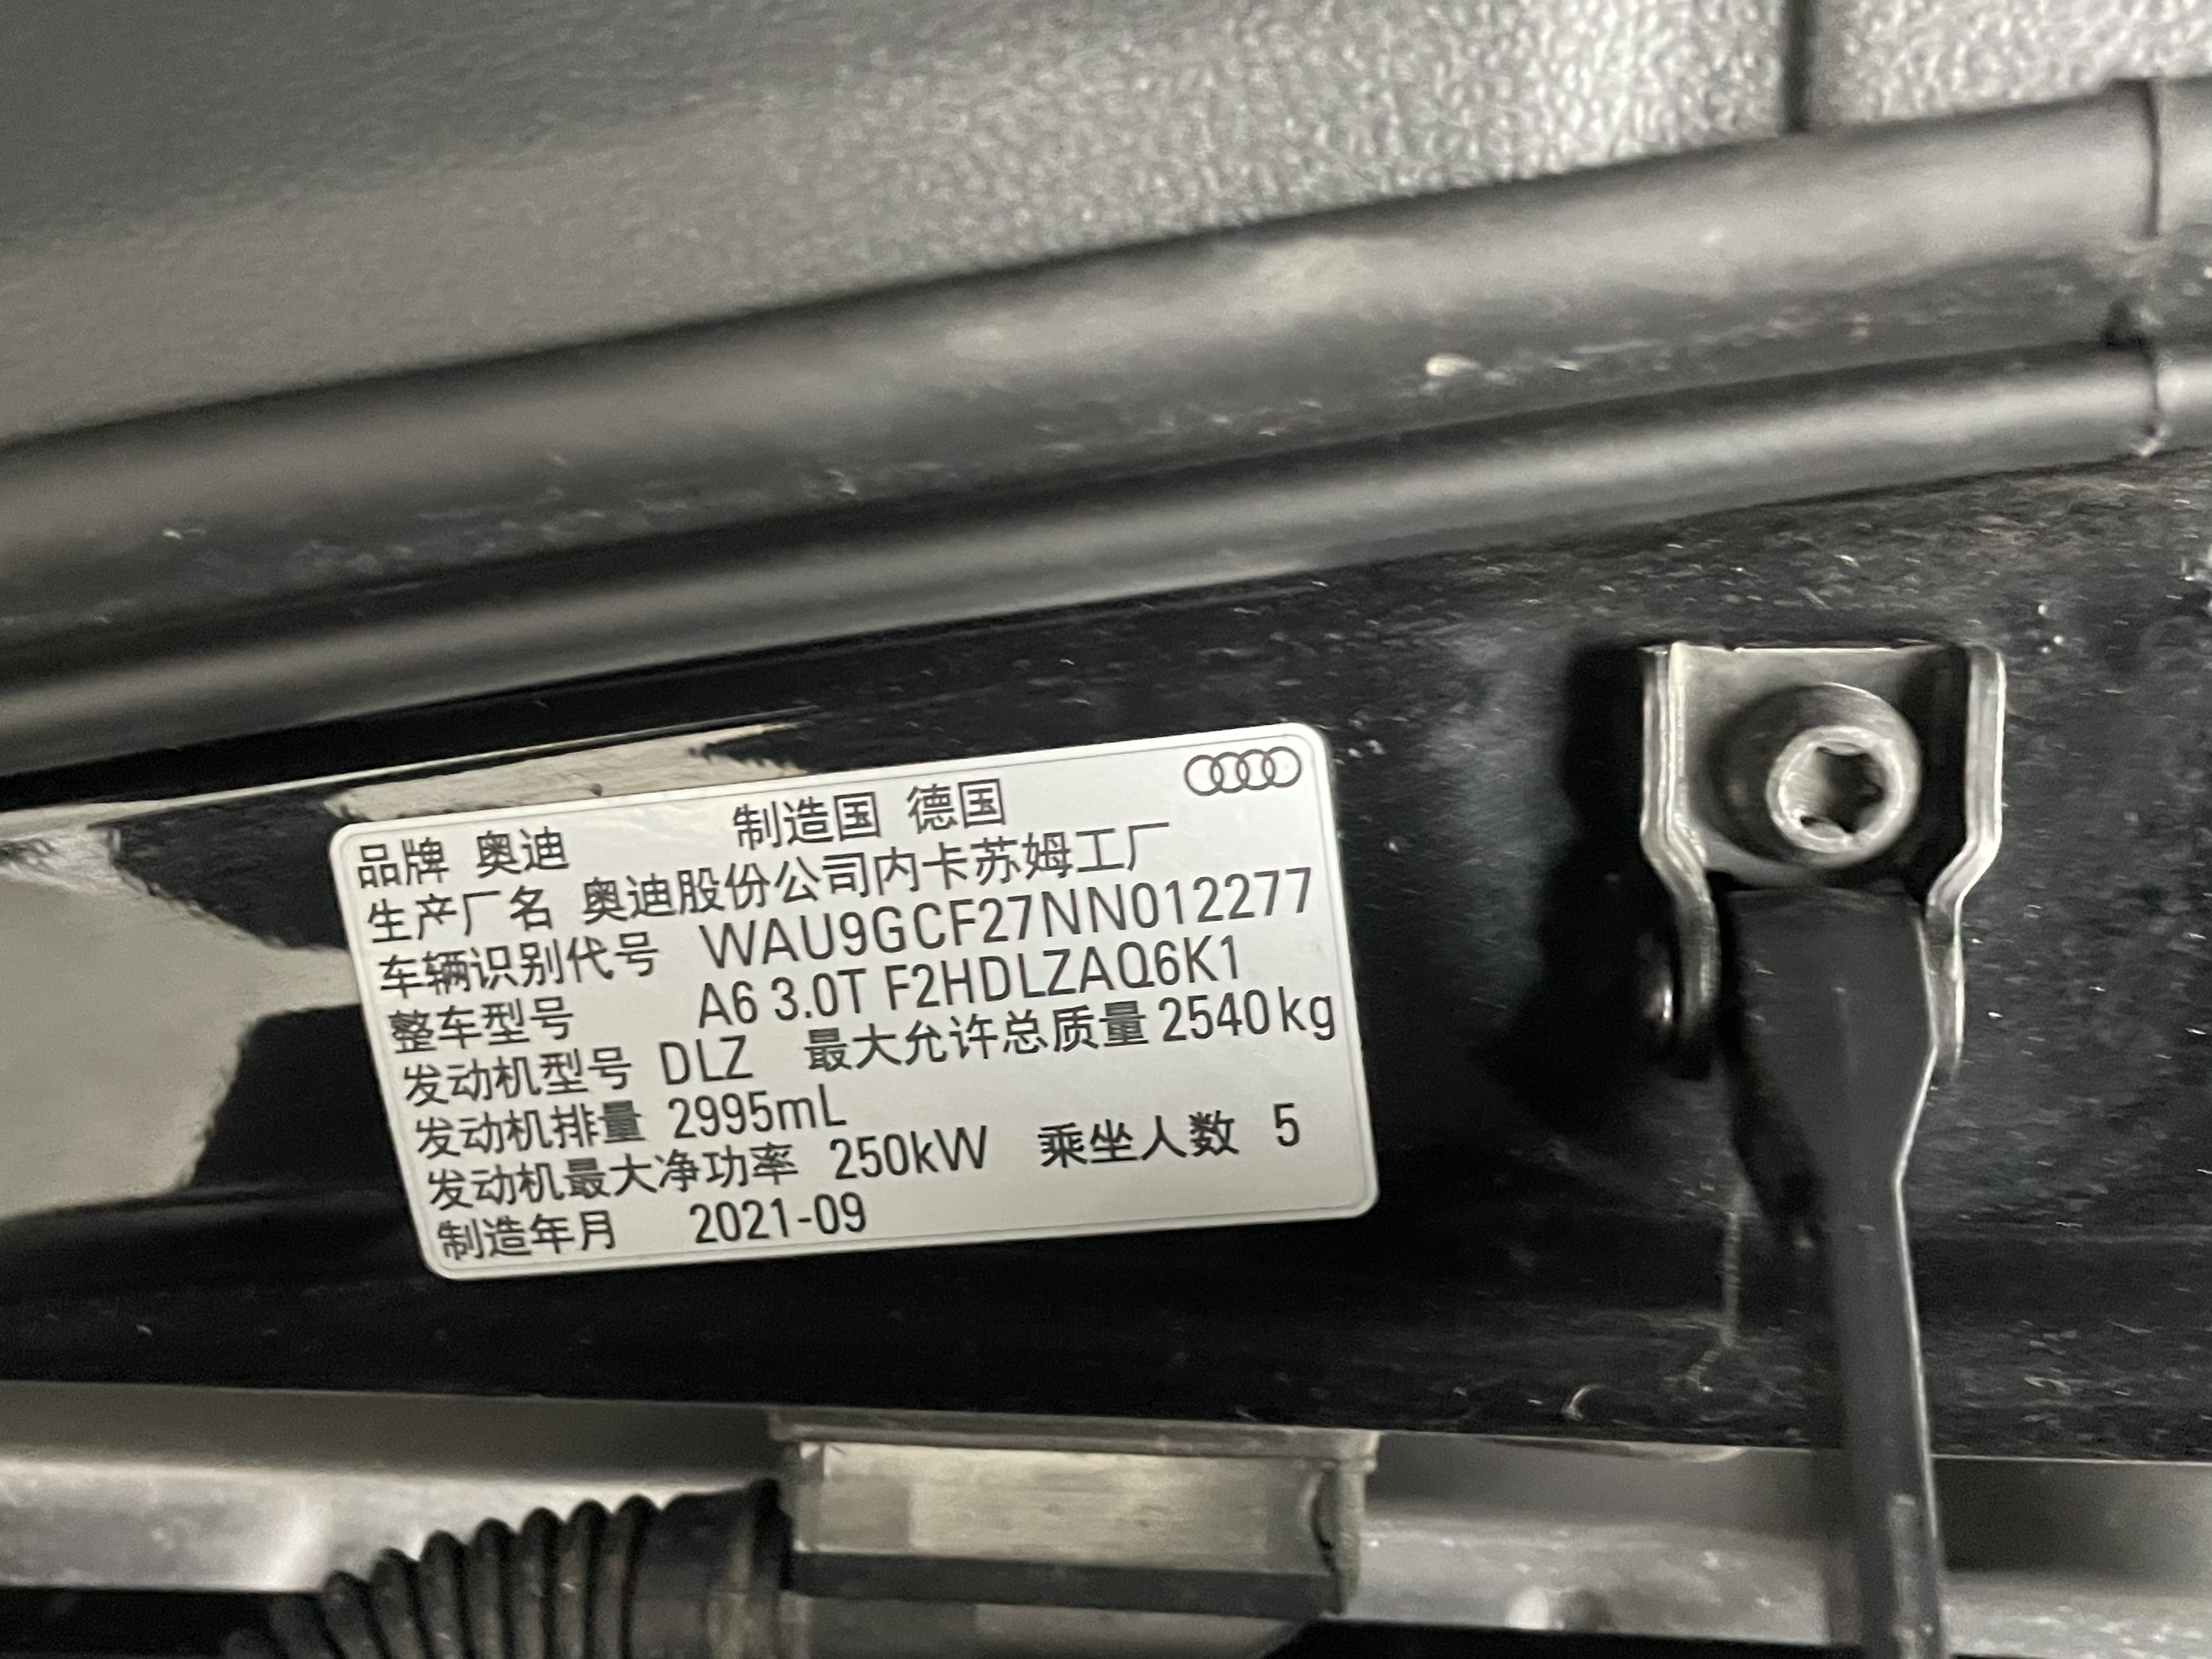 品牌 奥迪 制造国 德国
生产厂名 奥迪股份公司内卡苏姆工厂
车辆识别代号 WAU9GCF27NN012277
整车型号 A6 3.0T F2HDLZAQ6K1
发动机型号 DLZ 最大允许总质量 2540kg
发动机排量 2995mL
发动机最大净功率 250kW 乘坐人数 5
制造年月 2021-09